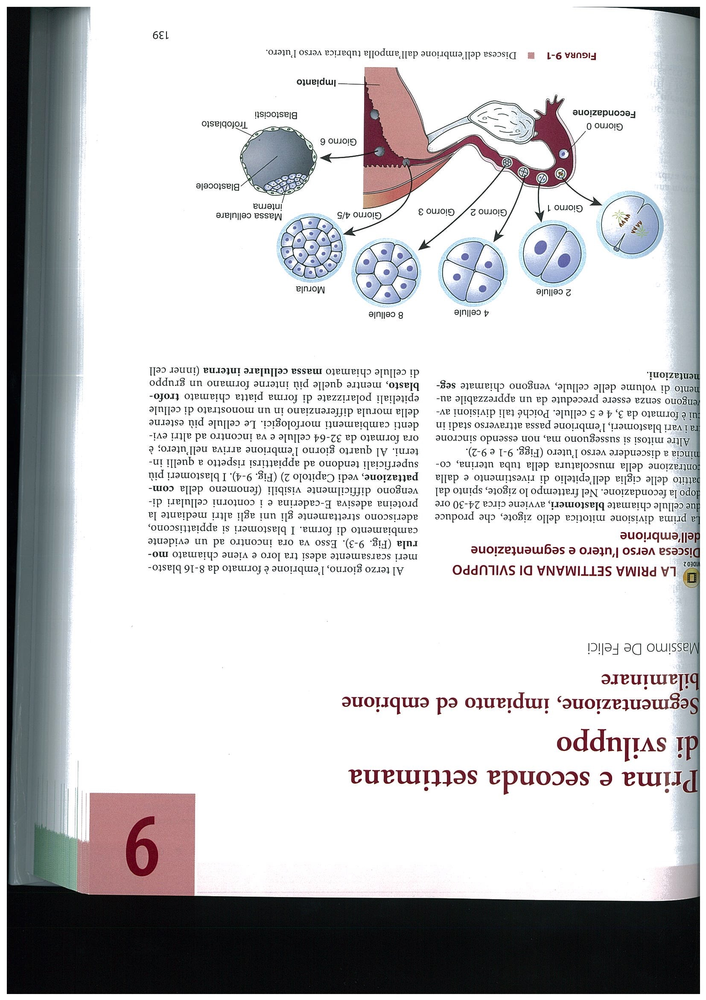 9
Prima e seconda settimana
di sviluppo
Segmentazione, impianto ed embrione
bilaminare
Massimo De Felici
VIDEO 2
LA PRIMA SETTIMANA DI SVILUPPO
Discesa verso l'utero e segmentazione
dell'embrione
La prima divisione mitotica dello zigote, che produce
due cellule chiamate blastomeri, avviene circa 24-30 ore
dopo la fecondazione. Nel frattempo lo zigote, spinto dal
battito delle ciglia dell'epitelio di rivestimento e dalla
contrazione della muscolatura della tuba uterina, co-
mincia a discendere verso l'utero (Figg. 9-1 e 9-2).
Altre mitosi si susseguono ma, non essendo sincrone
tra i vari blastomeri, l'embrione passa attraverso stadi in
cui è formato da 3, 4 e 5 cellule. Poiché tali divisioni av-
vengono senza essere precedute da un apprezzabile au-
mento di volume delle cellule, vengono chiamate seg-
mentazioni.
Al terzo giorno, l'embrione è formato da 8-16 blasto-
meri scarsamente adesi tra loro e viene chiamato mo-
rula (Fig. 9-3). Esso va ora incontro ad un evidente
cambiamento di forma. I blastomeri si appiattiscono,
aderiscono strettamente gli uni agli altri mediante la
proteina adesiva E-caderina e i contorni cellulari di-
vengono difficilmente visibili (fenomeno della com-
pattazione, vedi Capitolo 2) (Fig. 9-4). I blastomeri più
superficiali tendono ad appiattirsi rispetto a quelli in-
terni. Al quarto giorno l'embrione arriva nell'utero; è
ora formato da 32-64 cellule e va incontro ad altri evi-
denti cambiamenti morfologici. Le cellule più esterne
della morula differenziano in un monostrato di cellule
epiteliali polarizzate di forma piatta chiamato trofo-
blasto, mentre quelle più interne formano un gruppo
di cellule chiamato massa cellulare interna (inner cell
4 cellule
8 cellule
2 cellule
Morula
Giorno 1
Giorno 2
Giorno 3
Giorno 4/5
Massa cellulare
interna
Blastocele
Giorno 6
Giorno 0
Fecondazione
Trofoblasto
Blastocisti
Impianto
FIGURA 9-1 Discesa dell'embrione dall'ampolla tubarica verso l'utero.
139